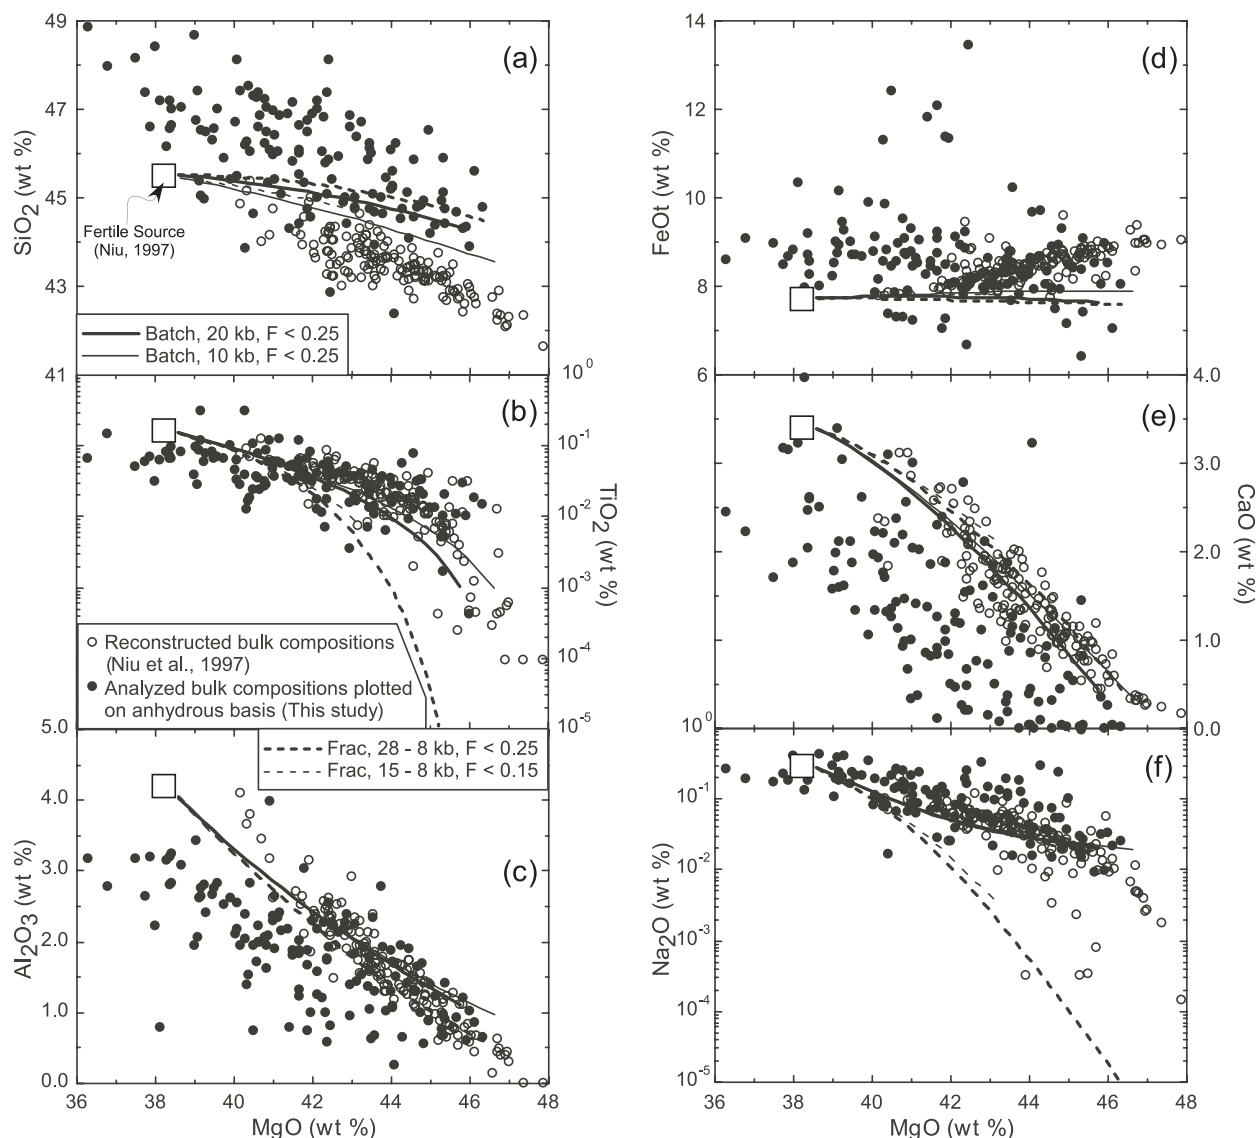 49
47
45
43
41
SiO2 (wt %)
(a)
Fertile Source
(Niu, 1997)
Batch, 20 kb, F < 0.25
Batch, 10 kb, F < 0.25
10^0
10^-1
10^-2
10^-3
10^-4
10^-5
TiO2 (wt %)
(b)
Reconstructed bulk compositions
(Niu et al., 1997)
Analyzed bulk compositions plotted
on anhydrous basis (This study)
5.0
4.0
3.0
2.0
1.0
0.0
Al2O3 (wt %)
(c)
Frac, 28 - 8 kb, F < 0.25
Frac, 15 - 8 kb, F < 0.15
36 38 40 42 44 46 48
MgO (wt %)
14
12
10
8
6
FeOt (wt %)
(d)
4.0
3.0
2.0
1.0
0.0
CaO (wt %)
(e)
10^0
10^-1
10^-2
10^-3
10^-4
10^-5
Na2O (wt %)
(f)
36 38 40 42 44 46 48
MgO (wt %)